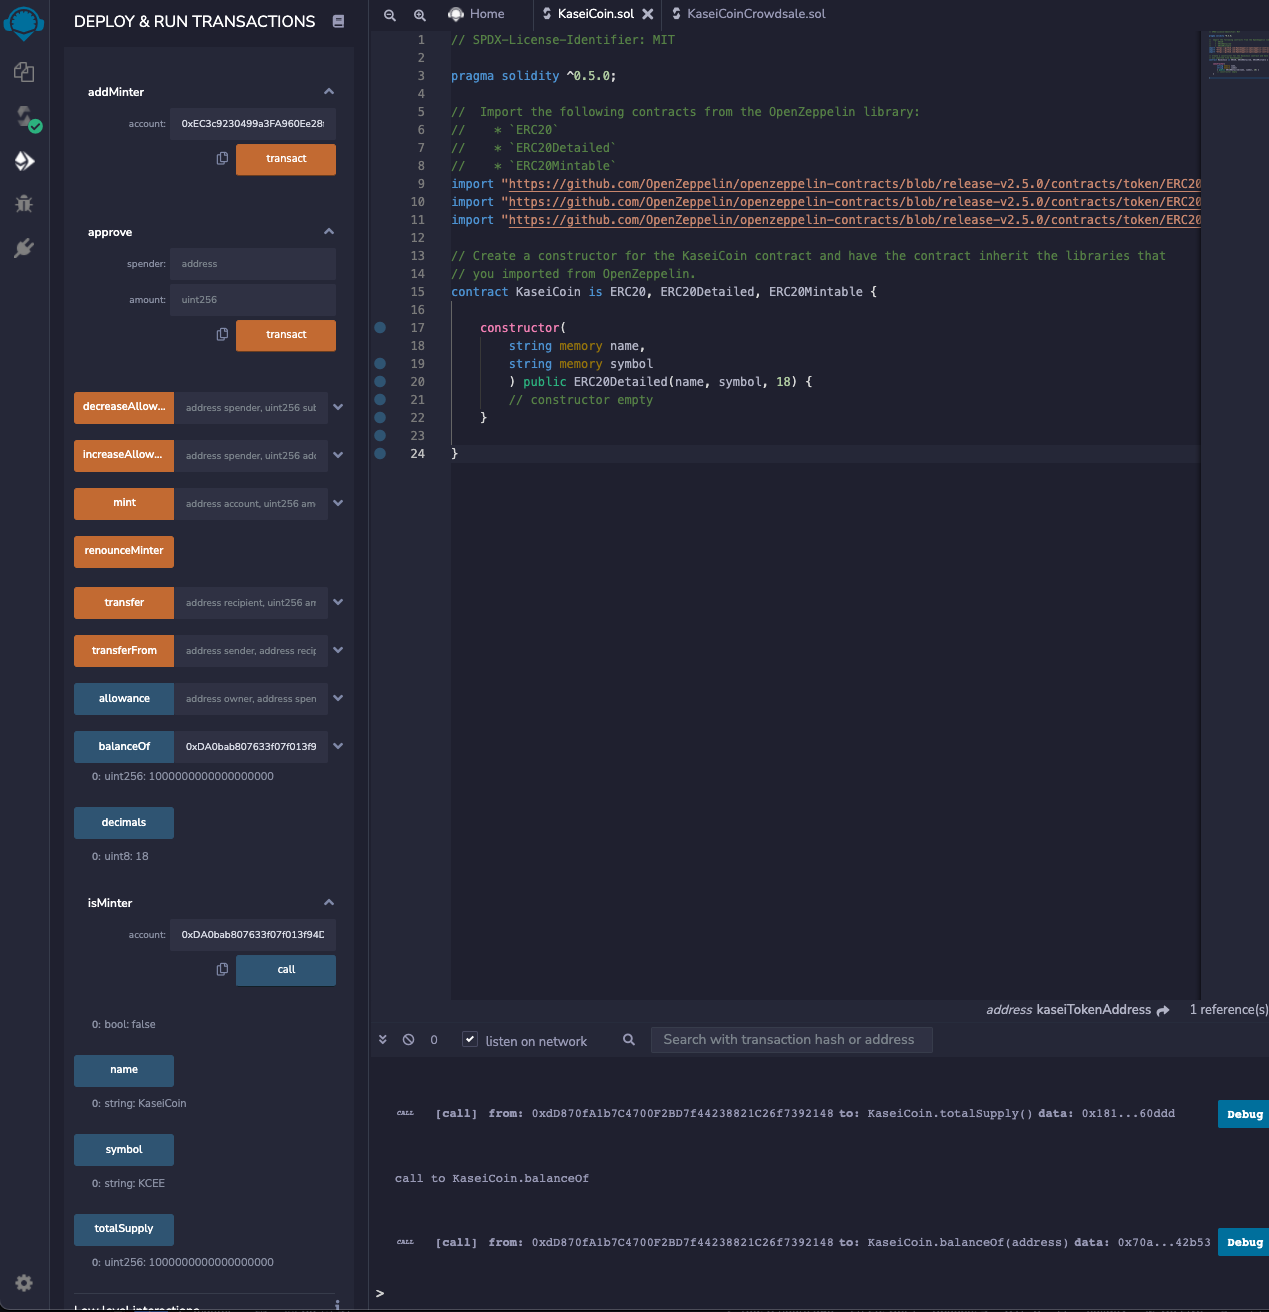 DEPLOY & RUN TRANSACTIONS
addMinter
account: 0xEC3c9230499a3FA960Ee28
transact
approve
spender: address
amount: uint256
transact
decreaseAllow... address spender, uint256 sub
increaseAllow... address spender, uint256 add
mint address account, uint256 am
renounceMinter
transfer address recipient, uint256 am
transferFrom address sender, address recip
allowance address owner, address spen
balanceOf 0xDA0bab807633f07f013f9
0: uint256: 1000000000000000000
decimals
0: uint8: 18
isMinter
account: 0xDA0bab807633f07f013f94D
call
0: bool: false
name
0: string: KaseiCoin
symbol
0: string: KCEE
totalSupply
0: uint256: 1000000000000000000
Low level interactions
Home KaseiCoin.sol KaseiCoinCrowdsale.sol
1 // SPDX-License-Identifier: MIT
2
3 pragma solidity ^0.5.0;
4
5 // Import the following contracts from the OpenZeppelin library:
6 // * `ERC20`
7 // * `ERC20Detailed`
8 // * `ERC20Mintable`
9 import "https://github.com/OpenZeppelin/openzeppelin-contracts/blob/release-v2.5.0/contracts/token/ERC20
10 import "https://github.com/OpenZeppelin/openzeppelin-contracts/blob/release-v2.5.0/contracts/token/ERC20
11 import "https://github.com/OpenZeppelin/openzeppelin-contracts/blob/release-v2.5.0/contracts/token/ERC20
12
13 // Create a constructor for the KaseiCoin contract and have the contract inherit the libraries that
14 // you imported from OpenZeppelin.
15 contract KaseiCoin is ERC20, ERC20Detailed, ERC20Mintable {
16
17 constructor(
18 string memory name,
19 string memory symbol
20 ) public ERC20Detailed(name, symbol, 18) {
21 // constructor empty
22 }
23
24 }
address kaseiTokenAddress 1 reference(s)
0 listen on network Search with transaction hash or address
CALL [call] from: 0xdD870fA1b7C4700F2BD7f44238821C26f7392148 to: KaseiCoin.totalSupply() data: 0x181...60ddd Debug
call to KaseiCoin.balanceOf
CALL [call] from: 0xdD870fA1b7C4700F2BD7f44238821C26f7392148 to: KaseiCoin.balanceOf(address) data: 0x70a...42b53 Debug
>